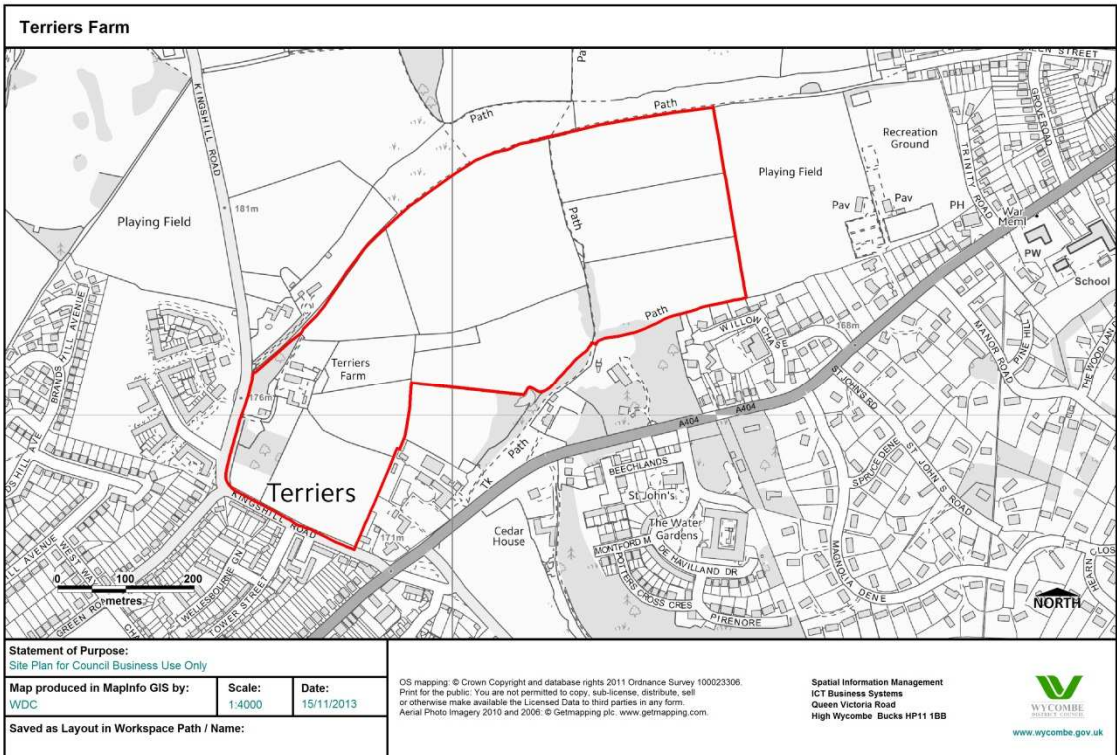 Terriers Farm
KINGSHILL ROAD
181m
Playing Field
BRANDS HILL AVENUE
176m
Path
Pa
Path
Path
Path
Path
Terriers
Farm
Terriers
KINGSHILL ROAD
171m
Tk
Playing Field
Recreation
Ground
Pav
Pav
PH
TRINITY ROAD
GROVE ROAD
War
Meml
PW
School
MANOR ROAD
PINE HILL
WILLOW CHASE
168m
A404
A404
ST JOHNS RD
ST JOHN S ROAD
SPRUCE DENE
BEECHLANDS
St John's
The Water
Gardens
MONTFORD M
DE HAVILLAND DR
POTTERS CROSS CRES
PIRENORE
MAGNOLIA DENE
Cedar
House
WELLESBOURNE GN
TOWER STREET
0 100 200
metres
NORTH
Statement of Purpose:
Site Plan for Council Business Use Only
Map produced in MapInfo GIS by:
WDC
Scale:
1:4000
Date:
15/11/2013
Saved as Layout in Workspace Path / Name:
OS mapping: © Crown Copyright and database rights 2011 Ordnance Survey 100023306.
Print for the public: You are not permitted to copy, sub-license, distribute, sell
or otherwise make available the Licensed Data to third parties in any form.
Aerial Photo Imagery 2010 and 2006: © Getmapping plc. www.getmapping.com.
Spatial Information Management
ICT Business Systems
Queen Victoria Road
High Wycombe Bucks HP11 1BB
WYCOMBE
DISTRICT COUNCIL
www.wycombe.gov.uk